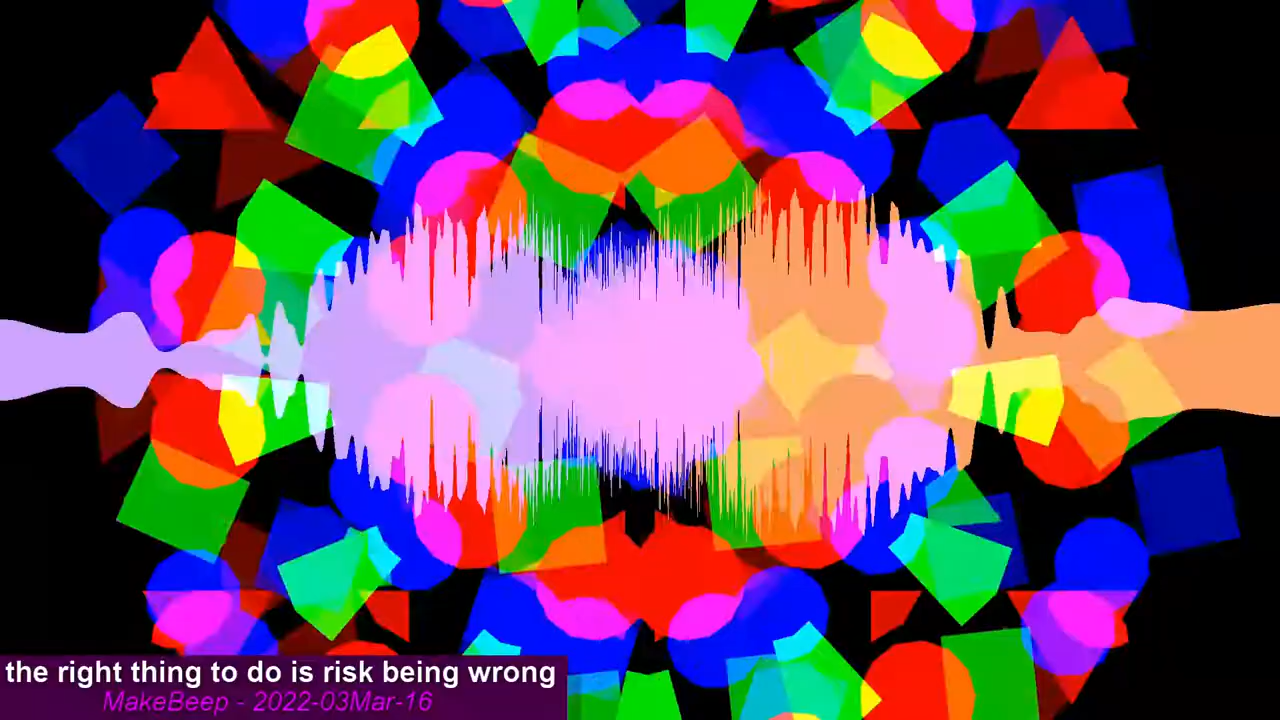 the right thing to do is risk being wrong
MakeBeep - 2022-03Mar-16